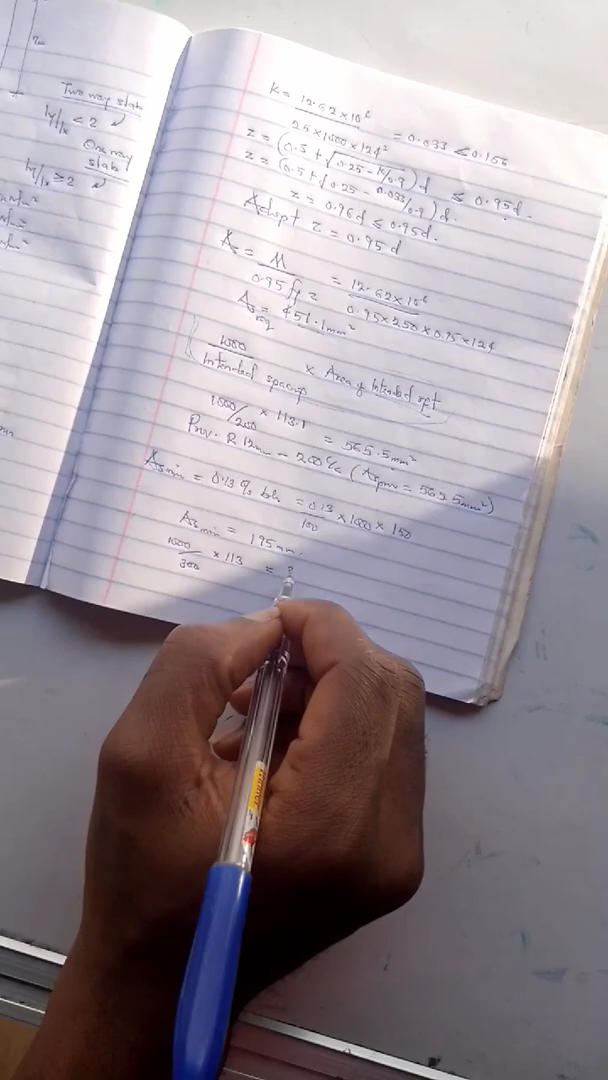 Two way slab
ly/lx < 2
One way
slab
ly/lx ≥ 2
K = 12.62 x 10⁶
25 x 1000 x 124² = 0.033 ≤ 0.156
z = (0.5 + √0.25 - K/0.9) d ≤ 0.95d.
z = (0.5 + √0.25 - 0.033/0.9) d.
z = 0.96d ≤ 0.95d.
Adopt z = 0.95d
As = M / 0.95 fy z = 12.62 x 10⁶ / 0.95 x 250 x 0.95 x 124
As req = 451.1mm²
1000 / Intended spacing x Area of Intended rpt
1000/200 x 113.1 = 565.5mm²
Prov. R12mm - 200 c/c (As prov = 565.5mm²)
As min = 0.13% bh = 0.13/100 x 1000 x 150
As min = 195mm.
1000/300 x 113 =